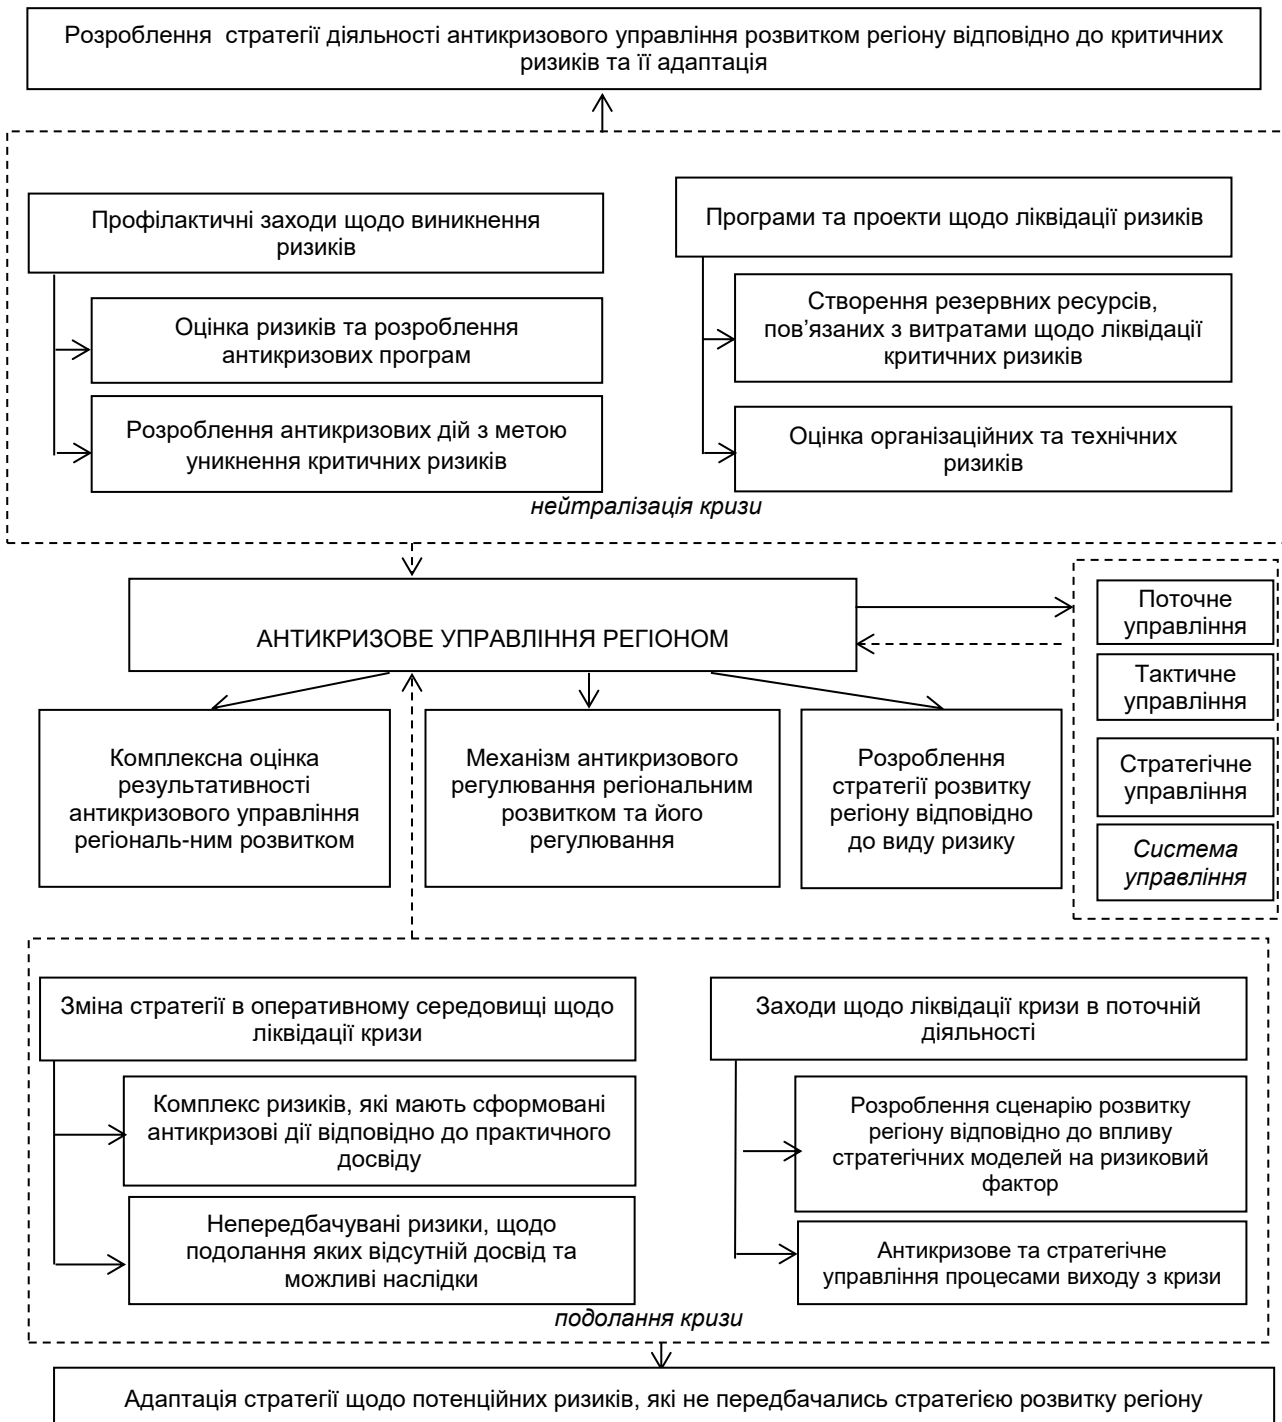 Розроблення стратегії діяльності антикризового управління розвитком регіону відповідно до критичних
ризиків та її адаптація
Профілактичні заходи щодо виникнення
ризиків
Оцінка ризиків та розроблення
антикризових програм
Розроблення антикризових дій з метою
уникнення критичних ризиків
Програми та проекти щодо ліквідації ризиків
Створення резервних ресурсів,
пов’язаних з витратами щодо ліквідації
критичних ризиків
Оцінка організаційних та технічних
ризиків
нейтралізація кризи
АНТИКРИЗОВЕ УПРАВЛІННЯ РЕГІОНОМ
Поточне
управління
Тактичне
управління
Стратегічне
управління
Система
управління
Комплексна оцінка
результативності
антикризового управління
регіональ-ним розвитком
Механізм антикризового
регулювання регіональним
розвитком та його
регулювання
Розроблення
стратегії розвитку
регіону відповідно
до виду ризику
Зміна стратегії в оперативному середовищі щодо
ліквідації кризи
Комплекс ризиків, які мають сформовані
антикризові дії відповідно до практичного
досвіду
Непередбачувані ризики, щодо
подолання яких відсутній досвід та
можливі наслідки
Заходи щодо ліквідації кризи в поточній
діяльності
Розроблення сценарію розвитку
регіону відповідно до впливу
стратегічних моделей на ризиковий
фактор
Антикризове та стратегічне
управління процесами виходу з кризи
подолання кризи
Адаптація стратегії щодо потенційних ризиків, які не передбачались стратегією розвитку регіону